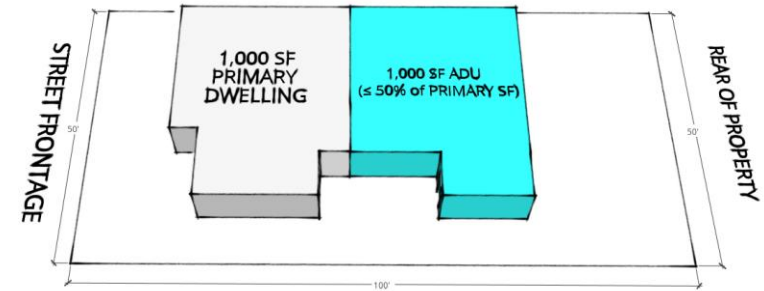 STREET FRONTAGE
50'
1,000 SF
PRIMARY
DWELLING
1,000 SF ADU
(≤ 50% of PRIMARY SF)
50'
REAR OF PROPERTY
100'